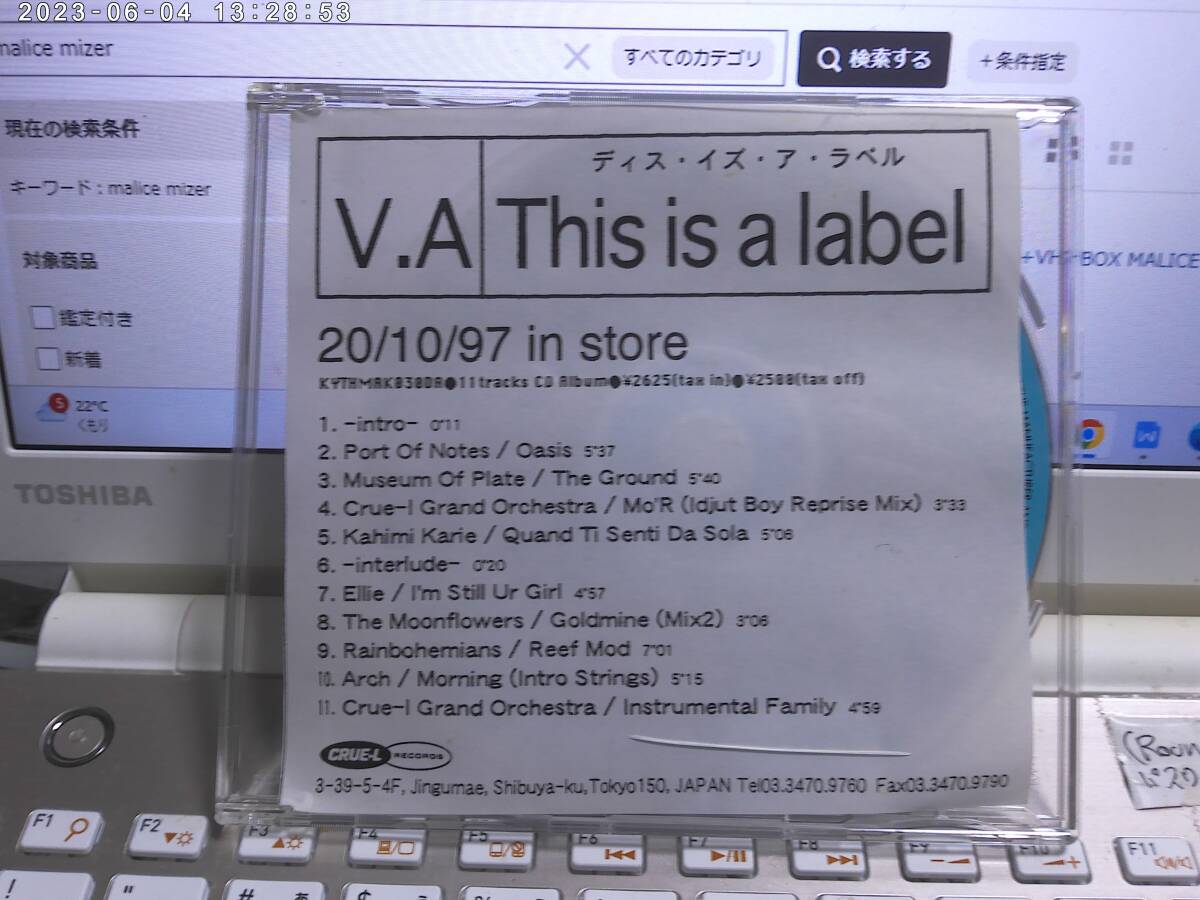 2023-06-04 13:28:53
malice mizer
すべてのカテゴリ
検索する
+条件指定
現在の検索条件
キーワード : malice mizer
対象商品
鑑定付き
新着
5
22°C
くもり
BOX MALICE
TOSHIBA
ディス・イズ・ア・ラベル
V.A This is a label
20/10/97 in store
11tracks CD Album●¥2625(tax in)●¥2500(tax off)
1. -intro- 0"11
2. Port Of Notes / Oasis 5"37
3. Museum Of Plate / The Ground 5"40
4. Crue-l Grand Orchestra / Mo'R (Idjut Boy Reprise Mix) 3"33
5. Kahimi Karie / Quand Ti Senti Da Sola 5"06
6. -interlude- 0"20
7. Ellie / I'm Still Ur Girl 4"57
8. The Moonflowers / Goldmine (Mix2) 3"06
9. Rainbohemians / Reef Mod 7"01
10. Arch / Morning (Intro Strings) 5"15
11. Crue-l Grand Orchestra / Instrumental Family 4"59
CRUE-L RECORDS
3-39-5-4F, Jingumae, Shibuya-ku,Tokyo150, JAPAN Tel03.3470.9760 Fax03.3470.9790
F1
F2
F3
F4
F5
F6
F7
F8
F9
F10
F11
!
"
#